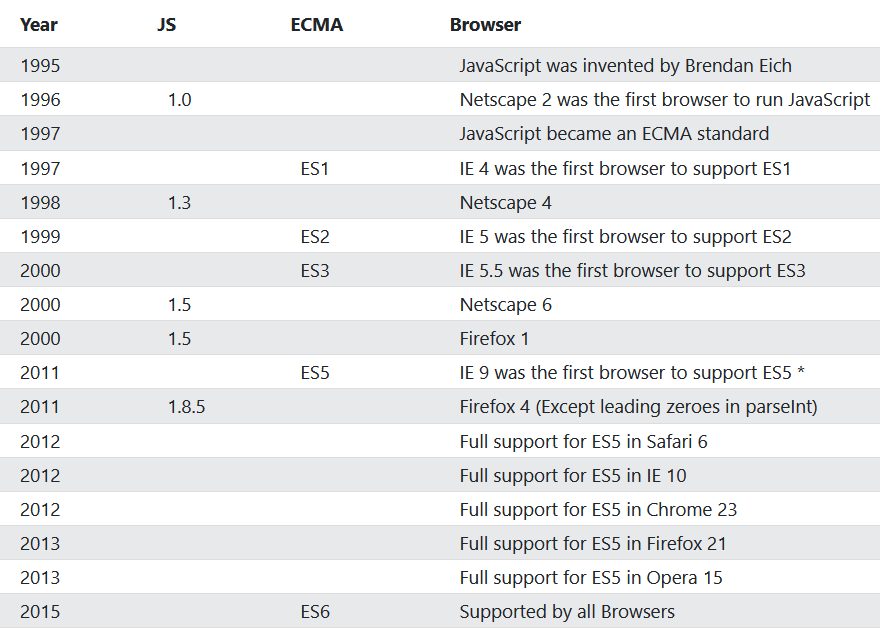 Year JS ECMA Browser
1995 JavaScript was invented by Brendan Eich
1996 1.0 Netscape 2 was the first browser to run JavaScript
1997 JavaScript became an ECMA standard
1997 ES1 IE 4 was the first browser to support ES1
1998 1.3 Netscape 4
1999 ES2 IE 5 was the first browser to support ES2
2000 ES3 IE 5.5 was the first browser to support ES3
2000 1.5 Netscape 6
2000 1.5 Firefox 1
2011 ES5 IE 9 was the first browser to support ES5 *
2011 1.8.5 Firefox 4 (Except leading zeroes in parseInt)
2012 Full support for ES5 in Safari 6
2012 Full support for ES5 in IE 10
2012 Full support for ES5 in Chrome 23
2013 Full support for ES5 in Firefox 21
2013 Full support for ES5 in Opera 15
2015 ES6 Supported by all Browsers